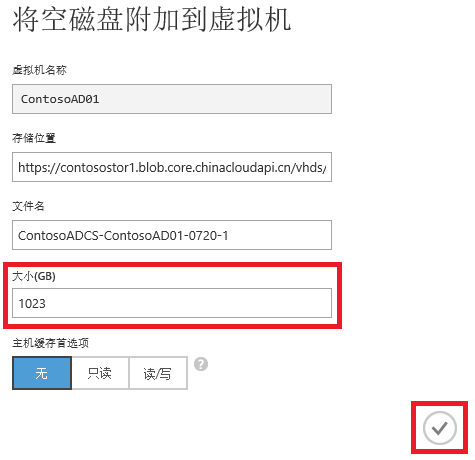 将空磁盘附加到虚拟机
虚拟机名称
ContosoAD01
存储位置
https://contosostor1.blob.core.chinacloudapi.cn/vhds/
文件名
ContosoADCS-ContosoAD01-0720-1
大小(GB)
1023
主机缓存首选项
无 只读 读/写 ?